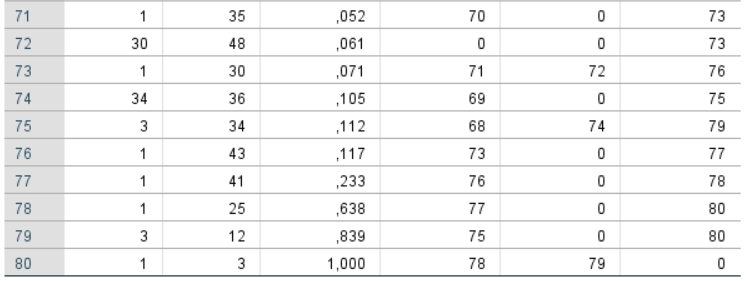 71 1 35 ,052 70 0 73
72 30 48 ,061 0 0 73
73 1 30 ,071 71 72 76
74 34 36 ,105 69 0 75
75 3 34 ,112 68 74 79
76 1 43 ,117 73 0 77
77 1 41 ,233 76 0 78
78 1 25 ,638 77 0 80
79 3 12 ,839 75 0 80
80 1 3 1,000 78 79 0